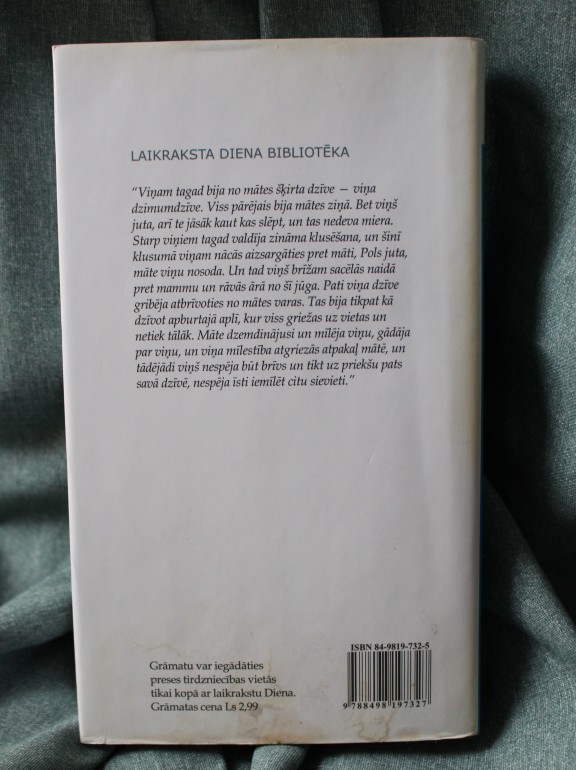 LAIKRAKSTA DIENA BIBLIOTĒKA
“Viņam tagad bija no mātes šķirta dzīve — viņa
dzimumdzīve. Viss pārējais bija mātes ziņā. Bet viņš
juta, arī te jāsāk kaut kas slēpt, un tas nedeva miera.
Starp viņiem tagad valdīja zināma klusēšana, un šinī
klusumā viņam nācās aizsargāties pret māti, Pols juta,
māte viņu nosoda. Un tad viņš brīžam sacēlās naidā
pret mammu un rāvās ārā no šī jūga. Pati viņa dzīve
gribēja atbrīvoties no mātes varas. Tas bija tikpat kā
dzīvot apburtajā aplī, kur viss griežas uz vietas un
netiek tālāk. Māte dzemdinājusi un mīlēja viņu, gādāja
par viņu, un viņa mīlestība atgriezās atpakaļ mātē, un
tādējādi viņš nespēja būt brīvs un tikt uz priekšu pats
savā dzīvē, nespēja īsti iemīlēt citu sievieti.”
ISBN 84-9819-732-5
9 788498 197327
Grāmatu var iegādāties
preses tirdzniecības vietās
tikai kopā ar laikrakstu Diena.
Grāmatas cena Ls 2,99